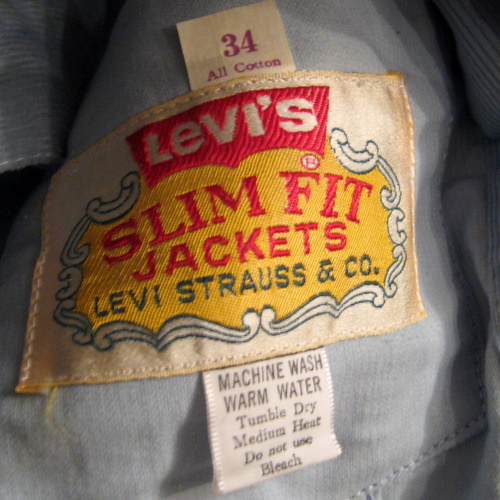 34
All Cotton
LEVI'S
®
SLIM FIT
JACKETS
LEVI STRAUSS & CO.
MACHINE WASH
WARM WATER
Tumble Dry
Medium Heat
Do not use
Bleach